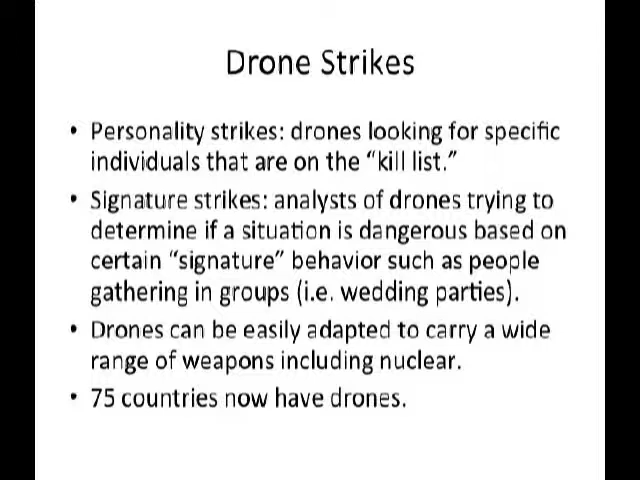 Drone Strikes
• Personality strikes: drones looking for specific
individuals that are on the “kill list.”
• Signature strikes: analysts of drones trying to
determine if a situation is dangerous based on
certain “signature” behavior such as people
gathering in groups (i.e. wedding parties).
• Drones can be easily adapted to carry a wide
range of weapons including nuclear.
• 75 countries now have drones.